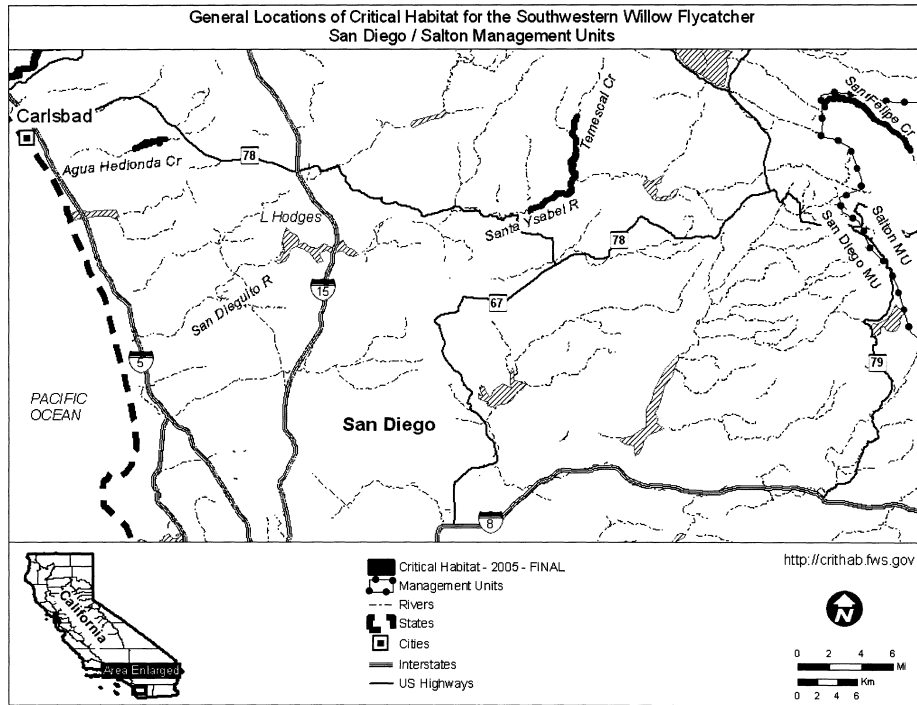 General Locations of Critical Habitat for the Southwestern Willow Flycatcher
San Diego / Salton Management Units
Carlsbad
Agua Hedionda Cr
78
Temescal Cr
San Felipe Cr
L Hodges
Santa Ysabel R
78
Salton MU
San Diego MU
San Dieguito R
15
67
5
79
PACIFIC
OCEAN
San Diego
8
California
Area Enlarged
Critical Habitat - 2005 - FINAL
Management Units
Rivers
States
Cities
Interstates
US Highways
http://crithab.fws.gov
N
0 2 4 6
Mi
Km
0 2 4 6